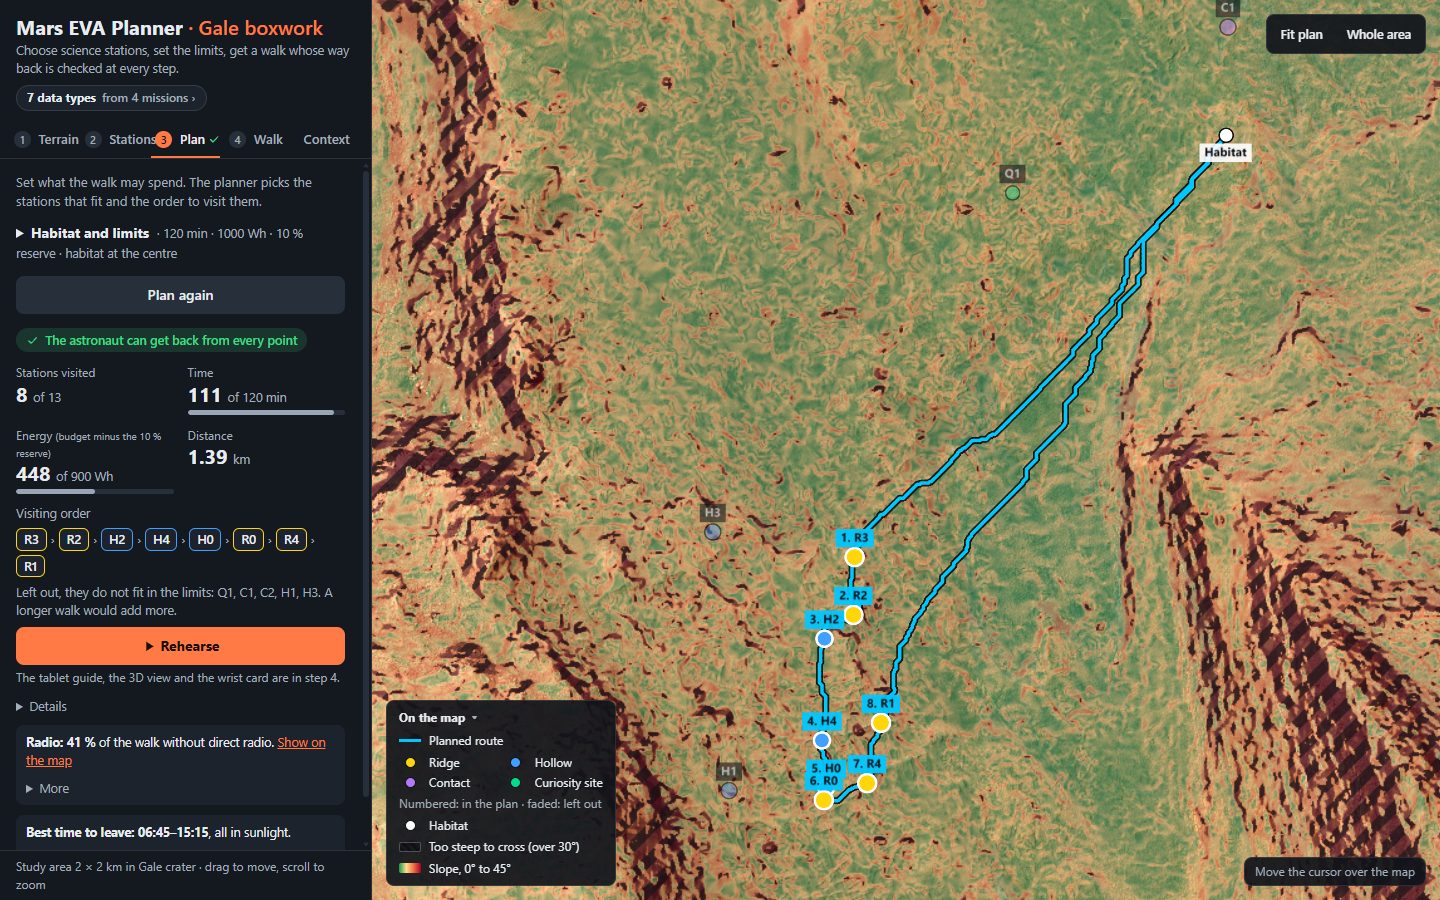 Mars EVA Planner · Gale boxwork
Choose science stations, set the limits, get a walk whose way
back is checked at every step.
7 data types from 4 missions ›
1 Terrain 2 Stations 3 Plan ✓ 4 Walk Context
Set what the walk may spend. The planner picks the
stations that fit and the order to visit them.
▶ Habitat and limits · 120 min · 1000 Wh · 10 %
reserve · habitat at the centre
Plan again
✓ The astronaut can get back from every point
Stations visited
8 of 13
Time
111 of 120 min
Energy (budget minus the 10 %
reserve)
448 of 900 Wh
Distance
1.39 km
Visiting order
R3 › R2 › H2 › H4 › H0 › R0 › R4 ›
R1
Left out, they do not fit in the limits: Q1, C1, C2, H1, H3. A
longer walk would add more.
▶ Rehearse
The tablet guide, the 3D view and the wrist card are in step 4.
▶ Details
Radio: 41 % of the walk without direct radio. Show on
the map
▶ More
Best time to leave: 06:45–15:15, all in sunlight.
Study area 2 × 2 km in Gale crater · drag to move, scroll to
zoom
C1
Fit plan Whole area
Habitat
Q1
H3
1. R3
2. R2
3. H2
8. R1
4. H4
7. R4
5. H0
6. R0
H1
On the map
Planned route
Ridge Hollow
Contact Curiosity site
Numbered: in the plan · faded: left out
Habitat
Too steep to cross (over 30°)
Slope, 0° to 45°
Move the cursor over the map